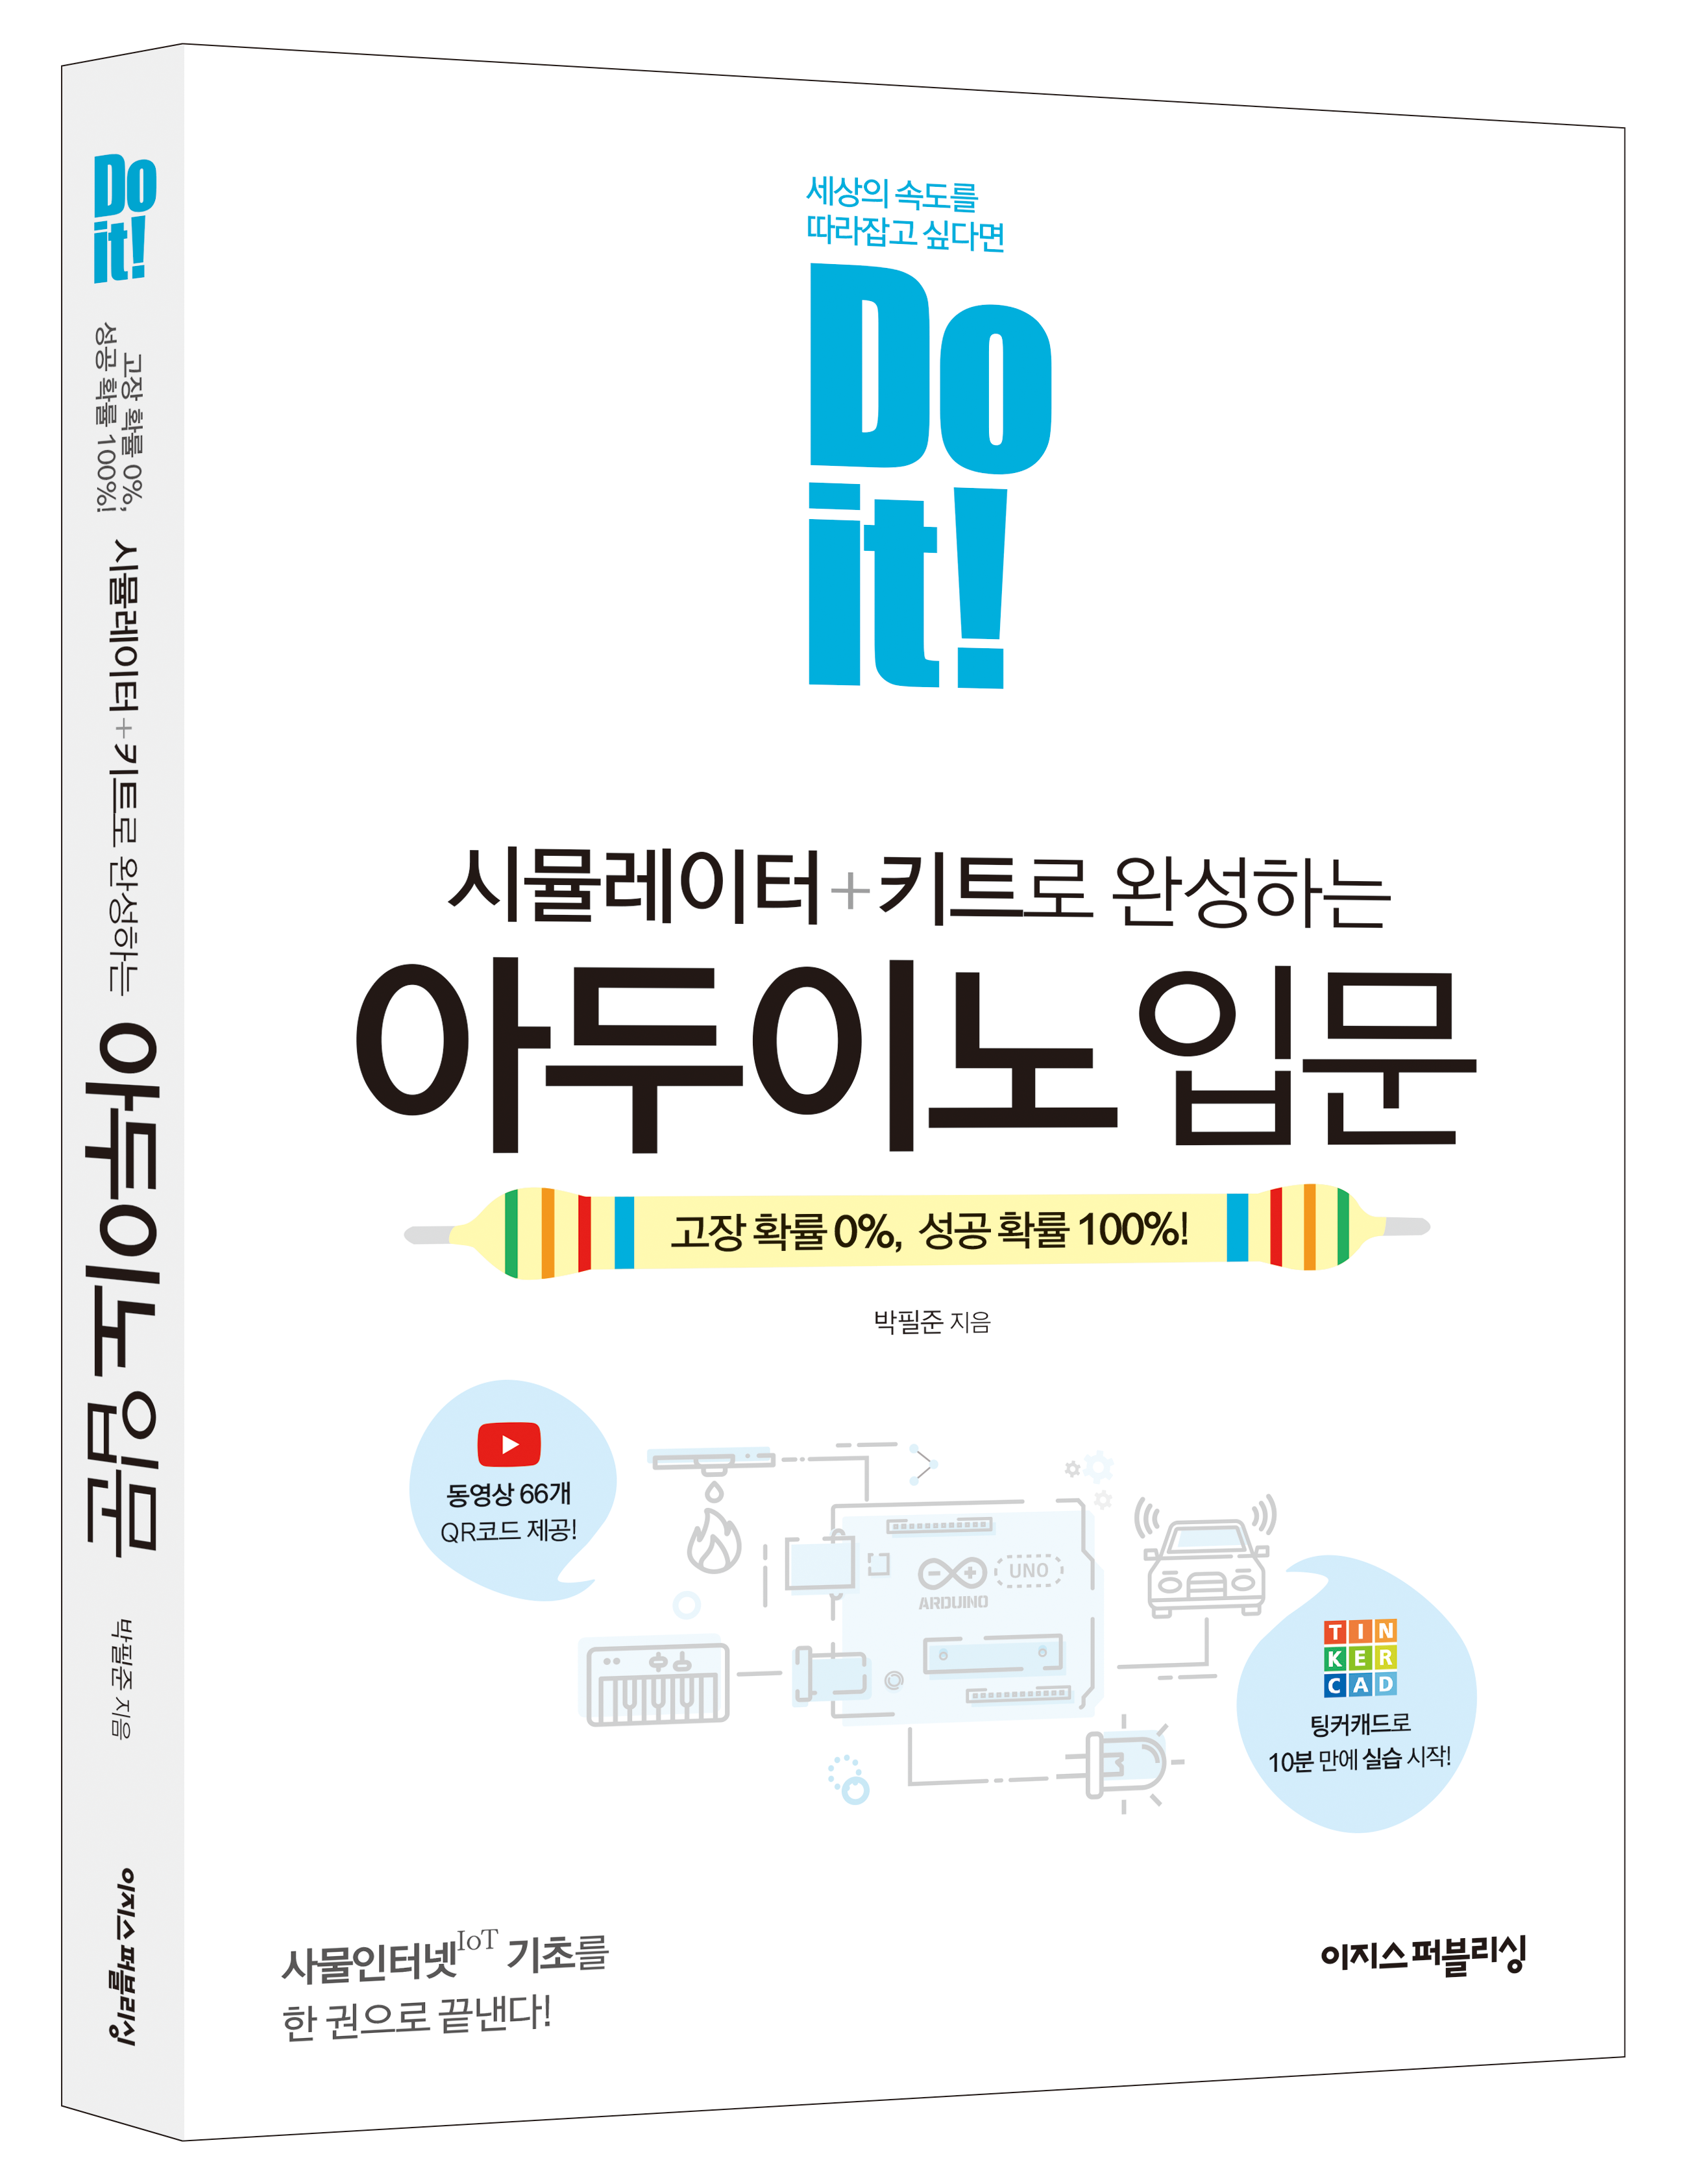 Do
it!
고장 확률 0%,
성공 확률 100%!
시뮬레이터+키트로 완성하는
아두이노 입문
박필준 지음
이지스 퍼블리싱
세상의 속도를
따라잡고 싶다면
Do
it!
시뮬레이터+키트로 완성하는
아두이노 입문
고장 확률 0%, 성공 확률 100%!
박필준 지음
동영상 66개
QR코드 제공!
UNO
ARDUINO
TIN
KER
CAD
팅커캐드로
10분 만에 실습 시작!
사물인터넷IoT 기초를
한 권으로 끝낸다!
이지스 퍼블리싱